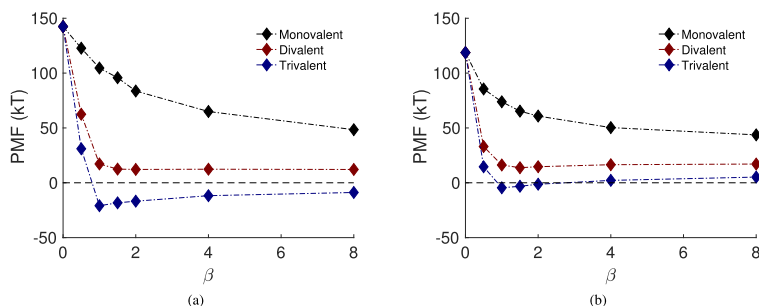 150
100
50
0
-50
PMF (kT)
0
2
4
6
8
β
Monovalent
Divalent
Trivalent
(a)
150
100
50
0
-50
PMF (kT)
0
2
4
6
8
β
Monovalent
Divalent
Trivalent
(b)